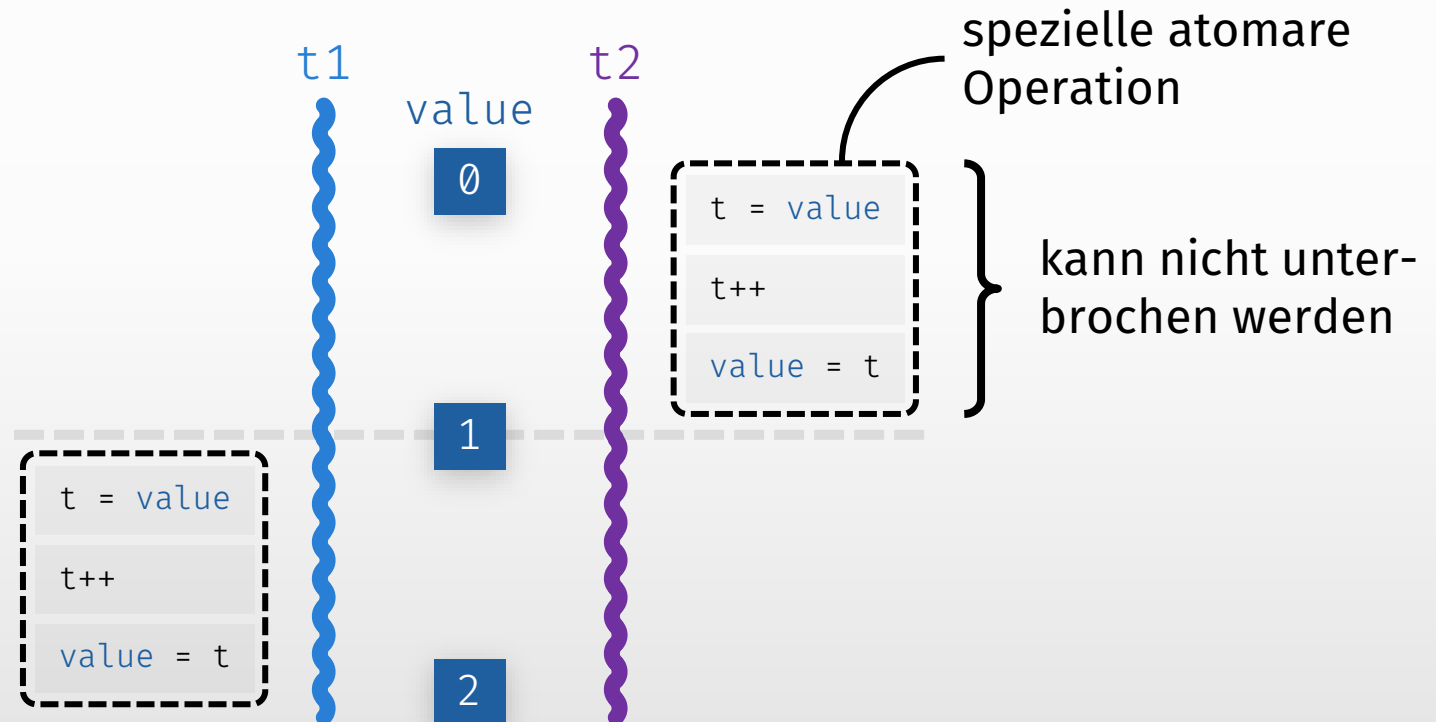 spezielle atomare
Operation
t1
t2
value
0
t = value
t++
value = t
kann nicht unter-
brochen werden
1
t = value
t++
value = t
2